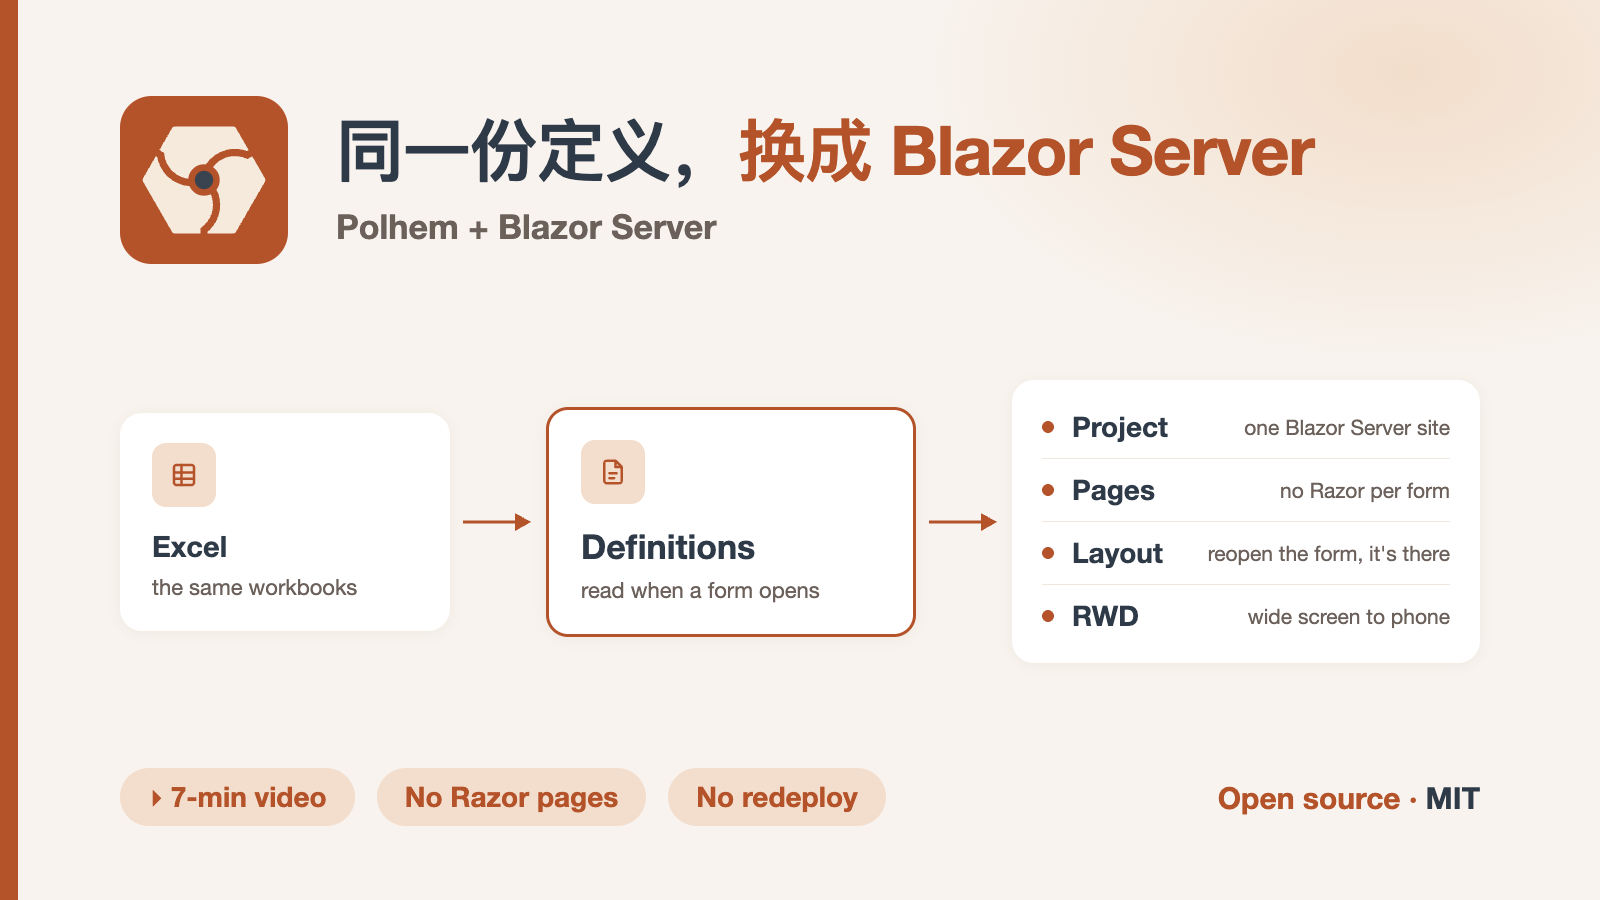 同一份定义，换成 Blazor Server
Polhem + Blazor Server
Excel
the same workbooks
Definitions
read when a form opens
Project one Blazor Server site
Pages no Razor per form
Layout reopen the form, it's there
RWD wide screen to phone
7-min video
No Razor pages
No redeploy
Open source · MIT